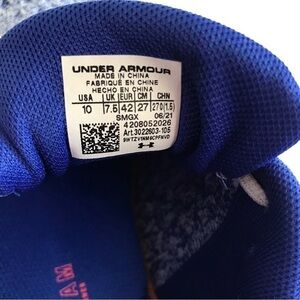 UNDER ARMOUR
MADE IN CHINA
FABRIQUÉ EN CHINE
HECHO EN CHINA
USA UK EUR CM CHN
10 7.5 42 27 270(1.5)
SMGX 06/21
4208052026
Art:3022603-105
AM